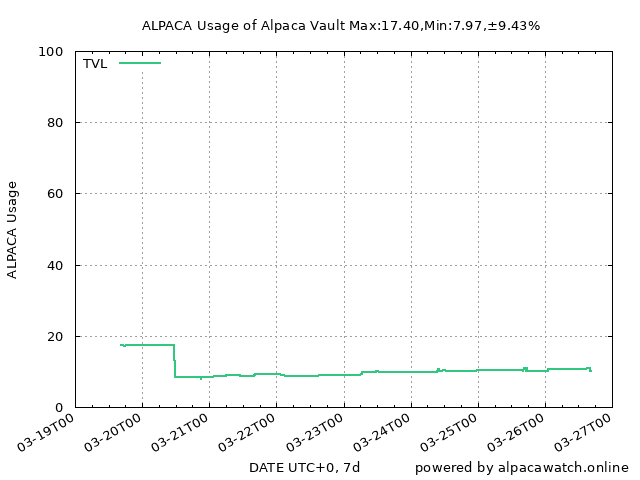 ALPACA Usage of Alpaca Vault Max:17.40,Min:7.97,±9.43%
100
TVL
80
60
40
20
0
ALPACA Usage
03-19T00 03-20T00 03-21T00 03-22T00 03-23T00 03-24T00 03-25T00 03-26T00 03-27T00
DATE UTC+0, 7d powered by alpacawatch.online